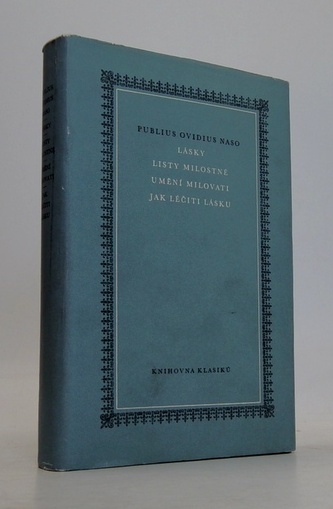 PUBLIUS OVIDIUS NASO
LÁSKY
LISTY MILOSTNÉ
UMĚNÍ MILOVATI
JAK LÉČITI LÁSKU
KNIHOVNA KLASIKŮ